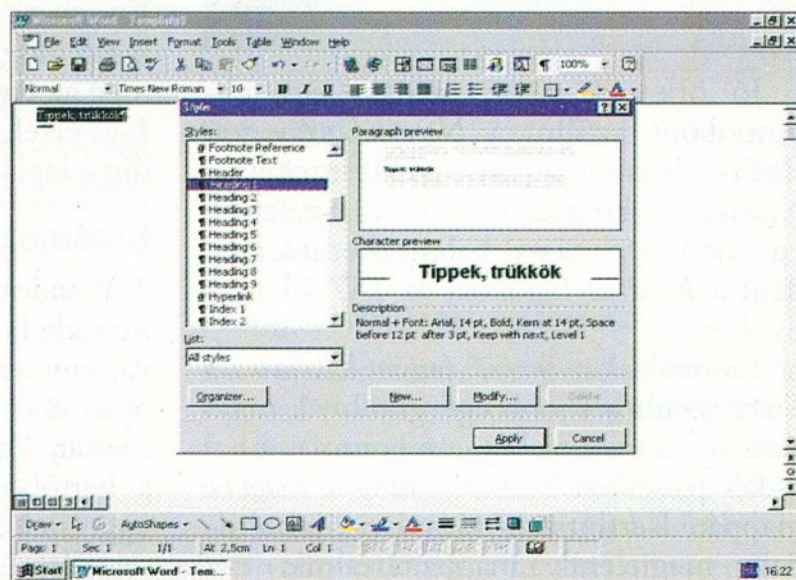 Microsoft Word - Template3
File Edit View Insert Format Tools Table Window Help
100%
Normal Times New Roman 10 B I U
Tippek, trükkök
Style
Styles:
Footnote Reference
Footnote Text
Header
Heading 1
Heading 2
Heading 3
Heading 4
Heading 5
Heading 6
Heading 7
Heading 8
Heading 9
Hyperlink
Index 1
Index 2
List:
All styles
Paragraph preview
Tippek, trükkök
Character preview
Tippek, trükkök
Description
Normal + Font: Arial, 14 pt, Bold, Kern at 14 pt, Space
before 12 pt after 3 pt, Keep with next, Level 1
Organizer... New... Modify... Delete
Apply Cancel
Draw AutoShapes
Page 1 Sec 1 1/1 At 2,5cm Ln 1 Col 1
Start Microsoft Word - Tem... 16:22